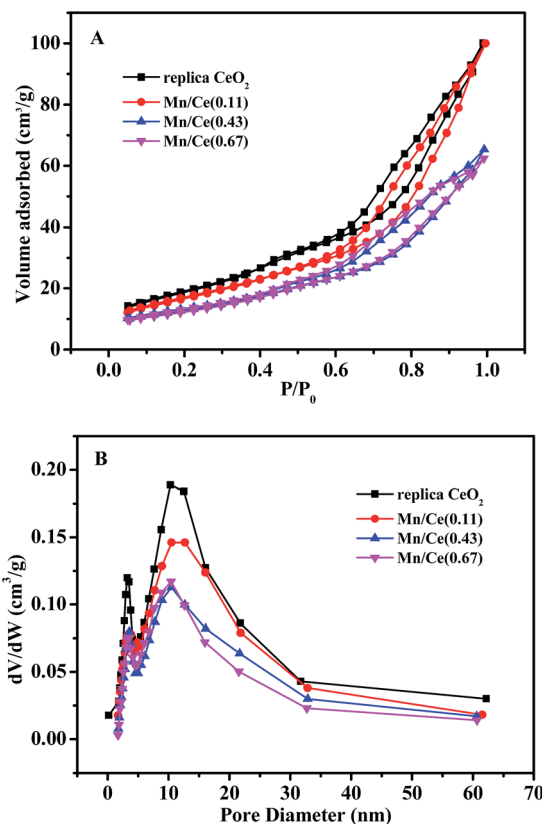 A
replica CeO₂
Mn/Ce(0.11)
Mn/Ce(0.43)
Mn/Ce(0.67)
Volume adsorbed (cm³/g)
100
80
60
40
20
0
0.0 0.2 0.4 0.6 0.8 1.0
P/P₀
B
replica CeO₂
Mn/Ce(0.11)
Mn/Ce(0.43)
Mn/Ce(0.67)
dV/dW (cm³/g)
0.20
0.15
0.10
0.05
0.00
0 10 20 30 40 50 60 70
Pore Diameter (nm)